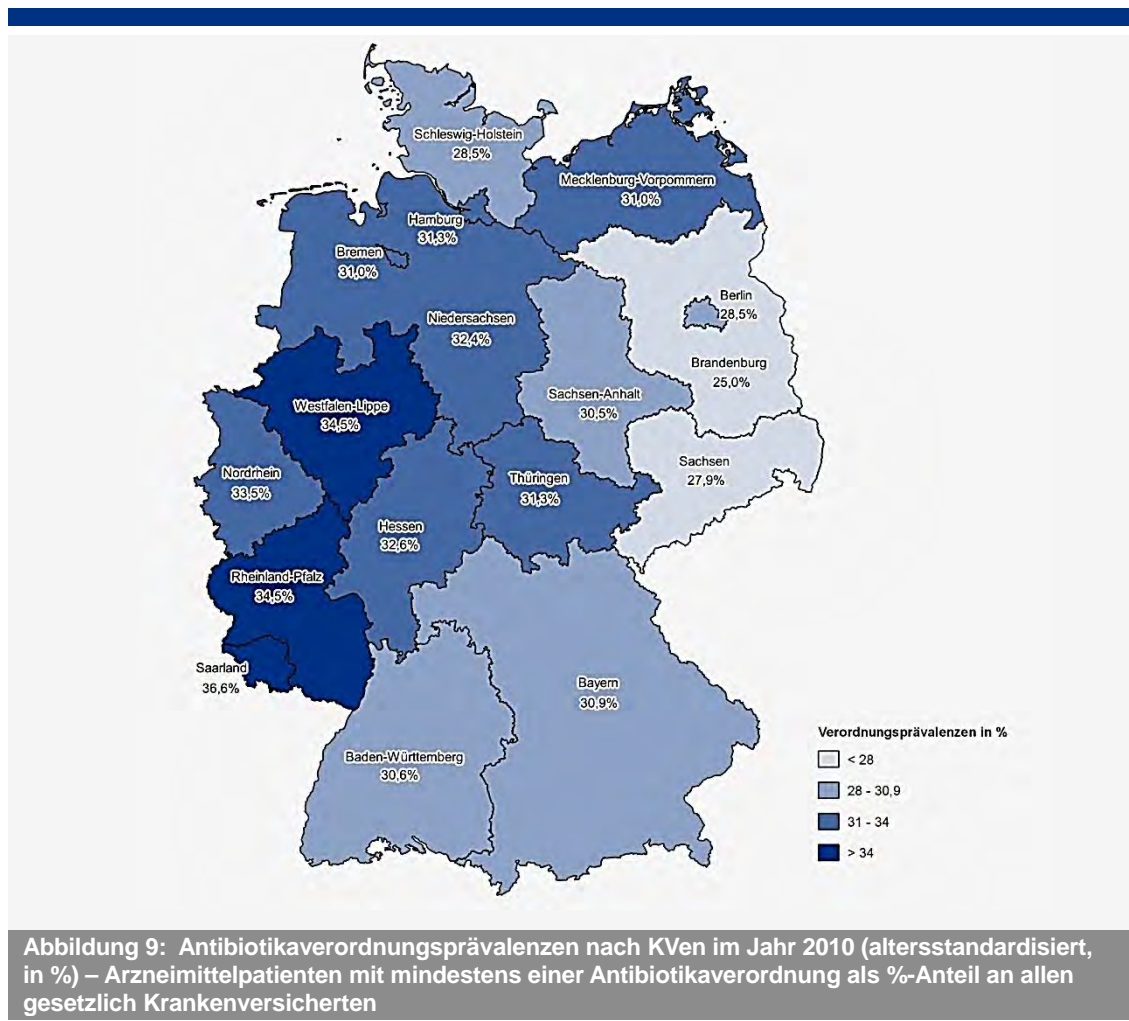 Schleswig-Holstein
28,5%
Mecklenburg-Vorpommern
31,0%
Hamburg
31,3%
Bremen
31,0%
Berlin
28,5%
Niedersachsen
32,4%
Brandenburg
25,0%
Sachsen-Anhalt
30,5%
Westfalen-Lippe
34,5%
Sachsen
27,9%
Nordrhein
33,5%
Thüringen
31,3%
Hessen
32,6%
Rheinland-Pfalz
34,5%
Saarland
36,6%
Bayern
30,9%
Baden-Württemberg
30,6%
Verordnungsprävalenzen in %
< 28
28 - 30,9
31 - 34
> 34
Abbildung 9: Antibiotikaverordnungsprävalenzen nach KVen im Jahr 2010 (altersstandardisiert,
in %) – Arzneimittelpatienten mit mindestens einer Antibiotikaverordnung als %-Anteil an allen
gesetzlich Krankenversicherten